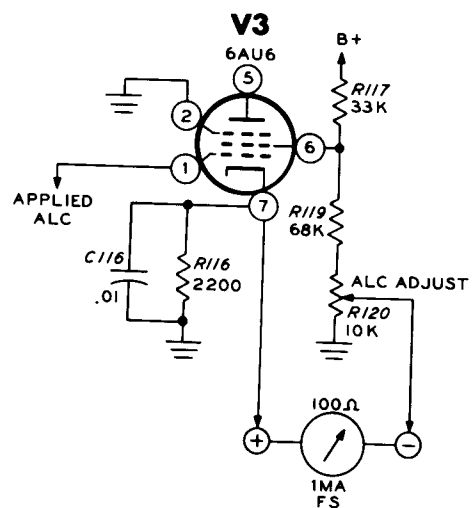 V3
6AU6
B+
5
R117
33K
2
6
1
APPLIED
ALC
7
R119
68K
C116
.01
R116
2200
ALC ADJUST
R120
10K
100Ω
+
-
1MA
FS